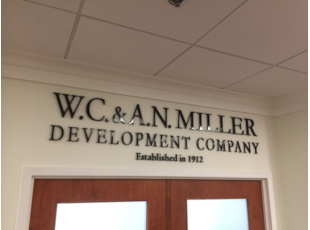 W.C. & A.N. MILLER
DEVELOPMENT COMPANY
Established in 1912